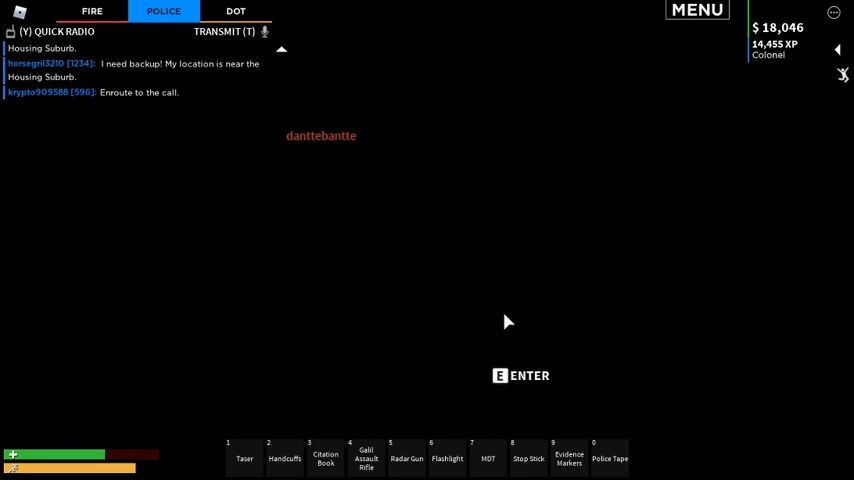 FIRE POLICE DOT MENU
(Y) QUICK RADIO TRANSMIT (T)
$ 18,046
14,455 XP
Colonel
Housing Suburb.
horsegril3210 [1234]: I need backup! My location is near the
Housing Suburb.
krypto909588 [596]: Enroute to the call.
danttebantte
E ENTER
1 Taser
2 Handcuffs
3 Citation Book
4 Galil Assault Rifle
5 Radar Gun
6 Flashlight
7 MDT
8 Stop Stick
9 Evidence Markers
0 Police Tape